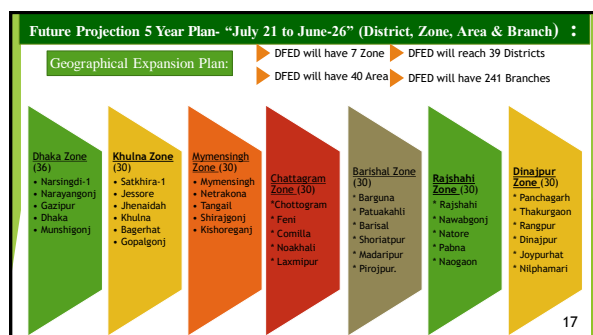 Future Projection 5 Year Plan- “July 21 to June-26” (District, Zone, Area & Branch) :
Geographical Expansion Plan:
DFED will have 7 Zone
DFED will reach 39 Districts
DFED will have 40 Area
DFED will have 241 Branches
Dhaka Zone
(36)
• Narsingdi-1
• Narayangonj
• Gazipur
• Dhaka
• Munshigonj
Khulna Zone
(30)
• Satkhira-1
• Jessore
• Jhenaidah
• Khulna
• Bagerhat
• Gopalgonj
Mymensingh
Zone (30)
• Mymensingh
• Netrakona
• Tangail
• Shirajgonj
• Kishoreganj
Chattagram
Zone (30)
*Chottogram
* Feni
* Comilla
* Noakhali
* Laxmipur
Barishal Zone
(30)
* Barguna
* Patuakahli
* Barisal
* Shoriatpur
* Madaripur
* Pirojpur.
Rajshahi
Zone (30)
* Rajshahi
* Nawabgonj
* Natore
* Pabna
* Naogaon
Dinajpur
Zone (30)
* Panchagarh
* Thakurgaon
* Rangpur
* Dinajpur
* Joypurhat
* Nilphamari
17